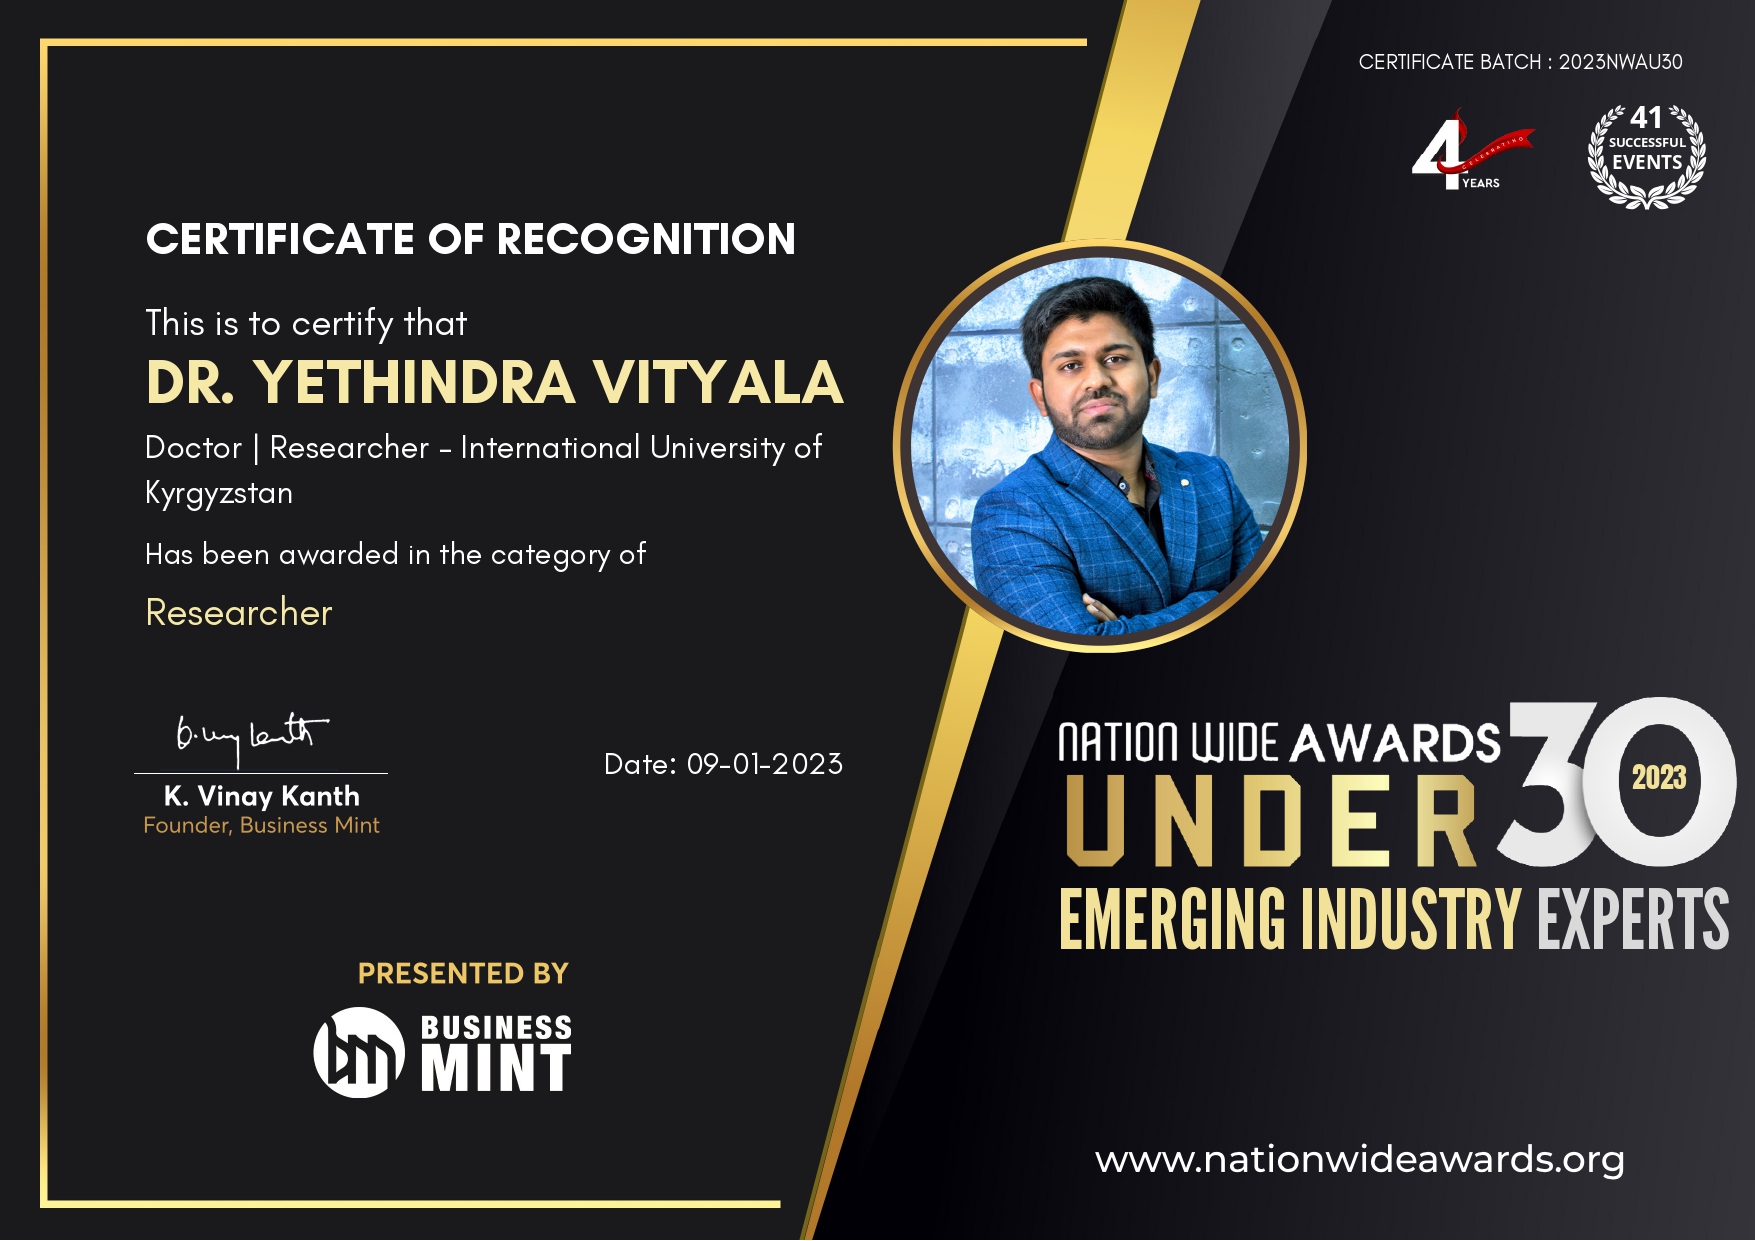 CERTIFICATE BATCH : 2023NWAU30
4
CELEBRATING
YEARS
41
SUCCESSFUL
EVENTS
CERTIFICATE OF RECOGNITION
This is to certify that
DR. YETHINDRA VITYALA
Doctor | Researcher - International University of
Kyrgyzstan
Has been awarded in the category of
Researcher
K. Vinay Kanth
Founder, Business Mint
Date: 09-01-2023
NATION WIDE AWARDS
UNDER 30
2023
EMERGING INDUSTRY EXPERTS
PRESENTED BY
bm
BUSINESS
MINT
www.nationwideawards.org